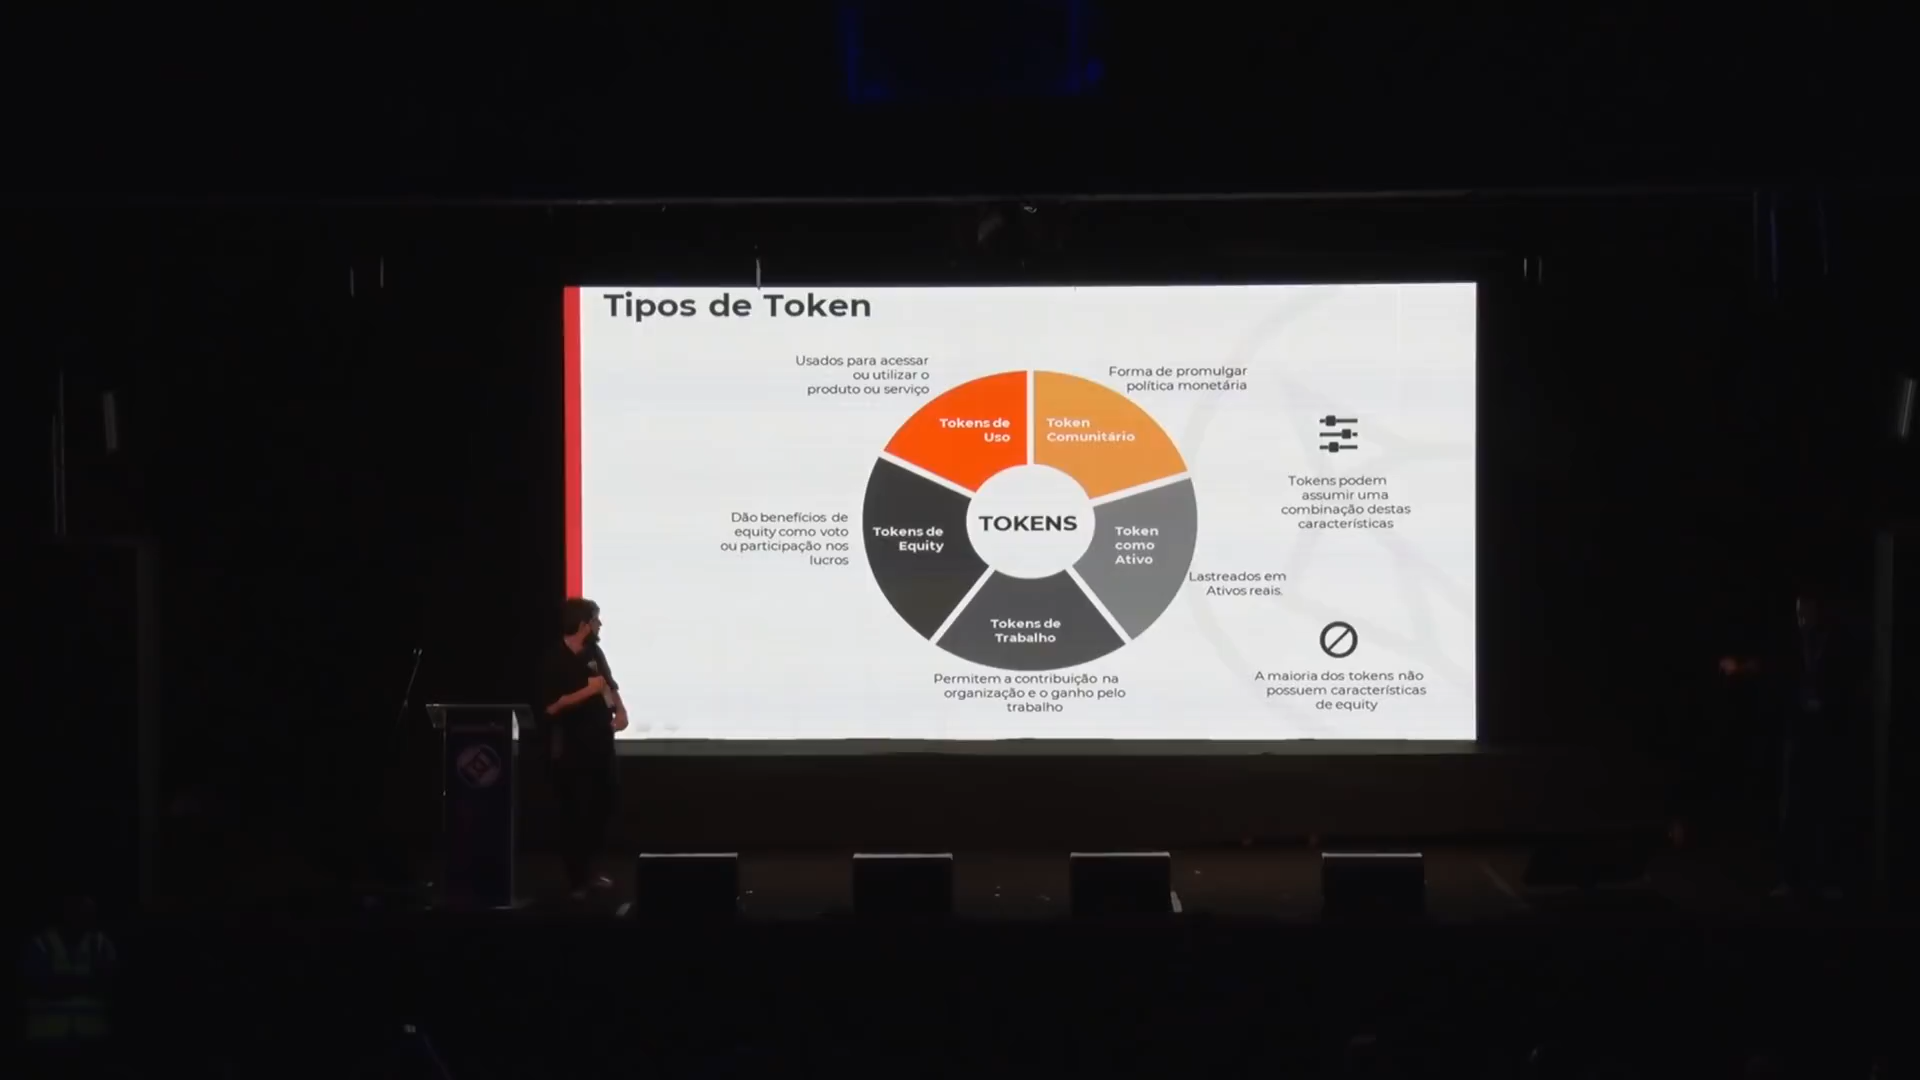 Tipos de Token
Usados para acessar
ou utilizar o
produto ou serviço
Forma de promulgar
política monetária
Tokens de
Uso
Token
Comunitário
Tokens podem
assumir uma
combinação destas
características
Dão benefícios de
equity como voto
ou participação nos
lucros
Tokens de
Equity
TOKENS
Token
como
Ativo
Lastreados em
Ativos reais.
Tokens de
Trabalho
Permitem a contribuição na
organização e o ganho pelo
trabalho
A maioria dos tokens não
possuem características
de equity